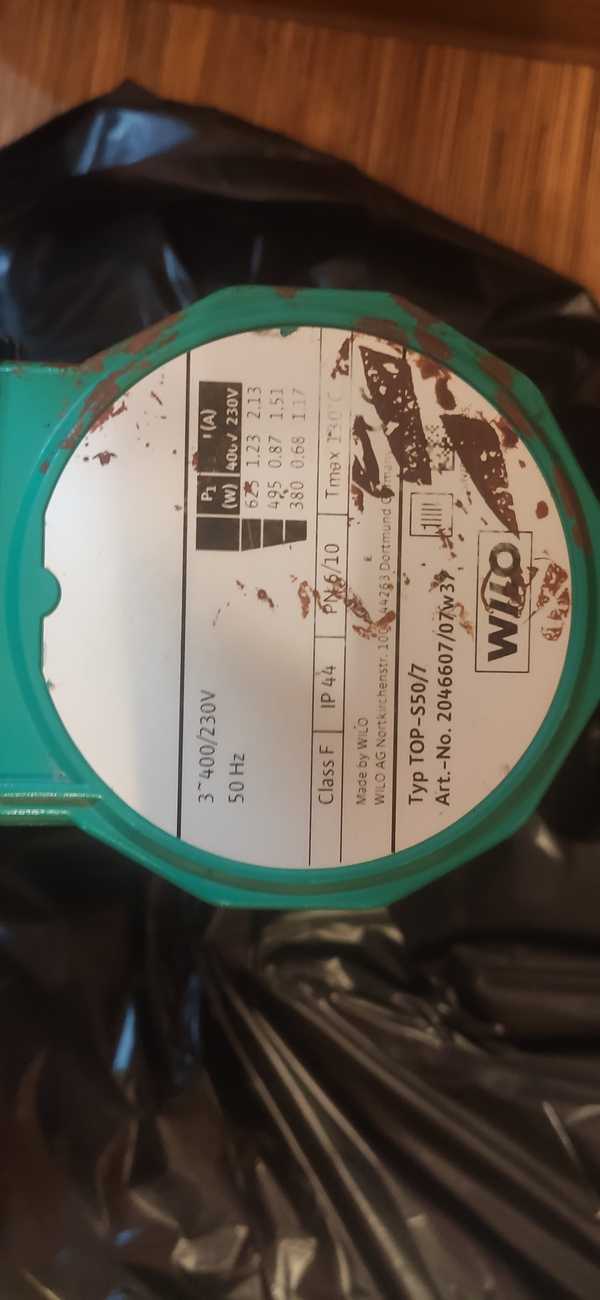 WILO
Typ TOP-S50/7
Art.-No. 2046607/07w39
Made by WILO
WILO AG Nortkirchenstr. 100 44263 Dortmund Germany
Class F IP 44 PN 6/10 Tmax 130°C
3~400/230V
50 Hz
P1 I(A)
(W) 400V 230V
625 1.23 2.13
495 0.87 1.51
380 0.68 1.17